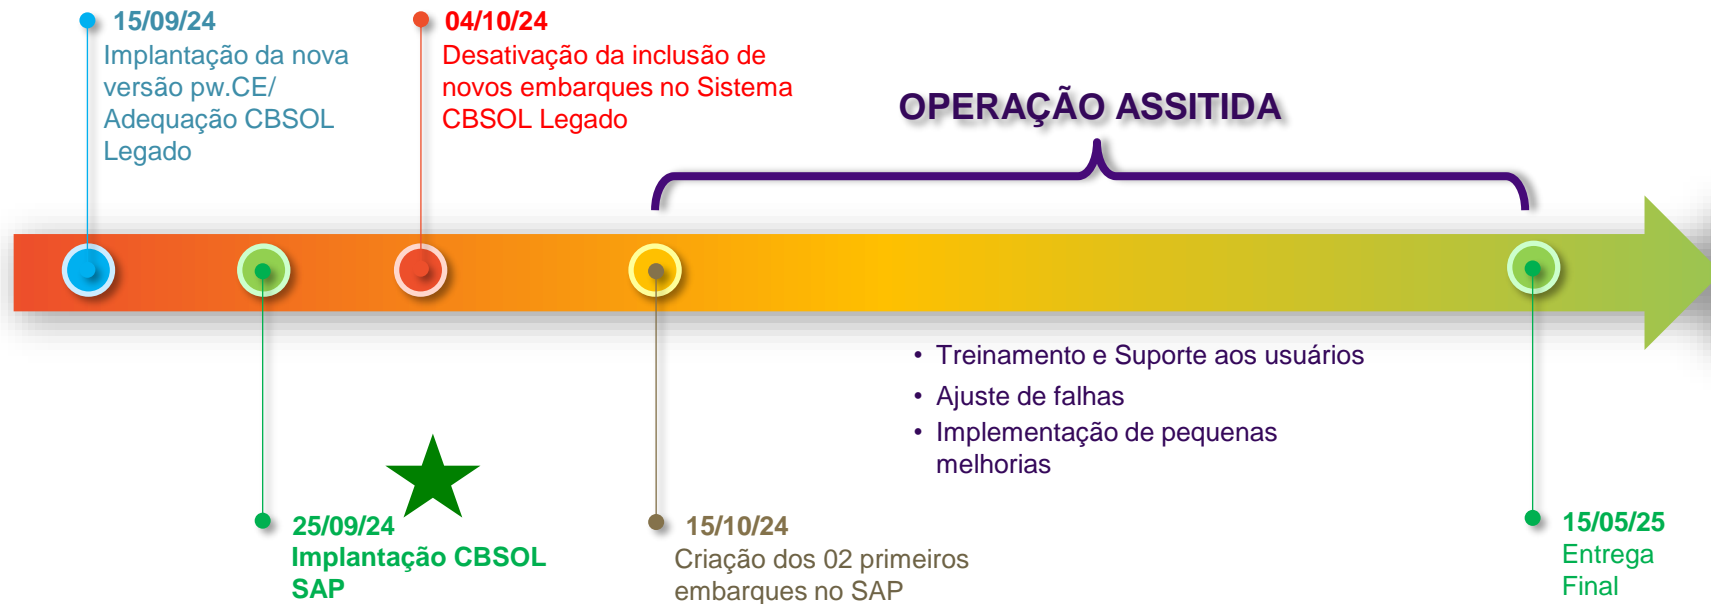 15/09/24
Implantação da nova
versão pw.CE/
Adequação CBSOL
Legado
04/10/24
Desativação da inclusão de
novos embarques no Sistema
CBSOL Legado
OPERAÇÃO ASSITIDA
• Treinamento e Suporte aos usuários
• Ajuste de falhas
• Implementação de pequenas
melhorias
25/09/24
Implantação CBSOL
SAP
15/10/24
Criação dos 02 primeiros
embarques no SAP
15/05/25
Entrega
Final